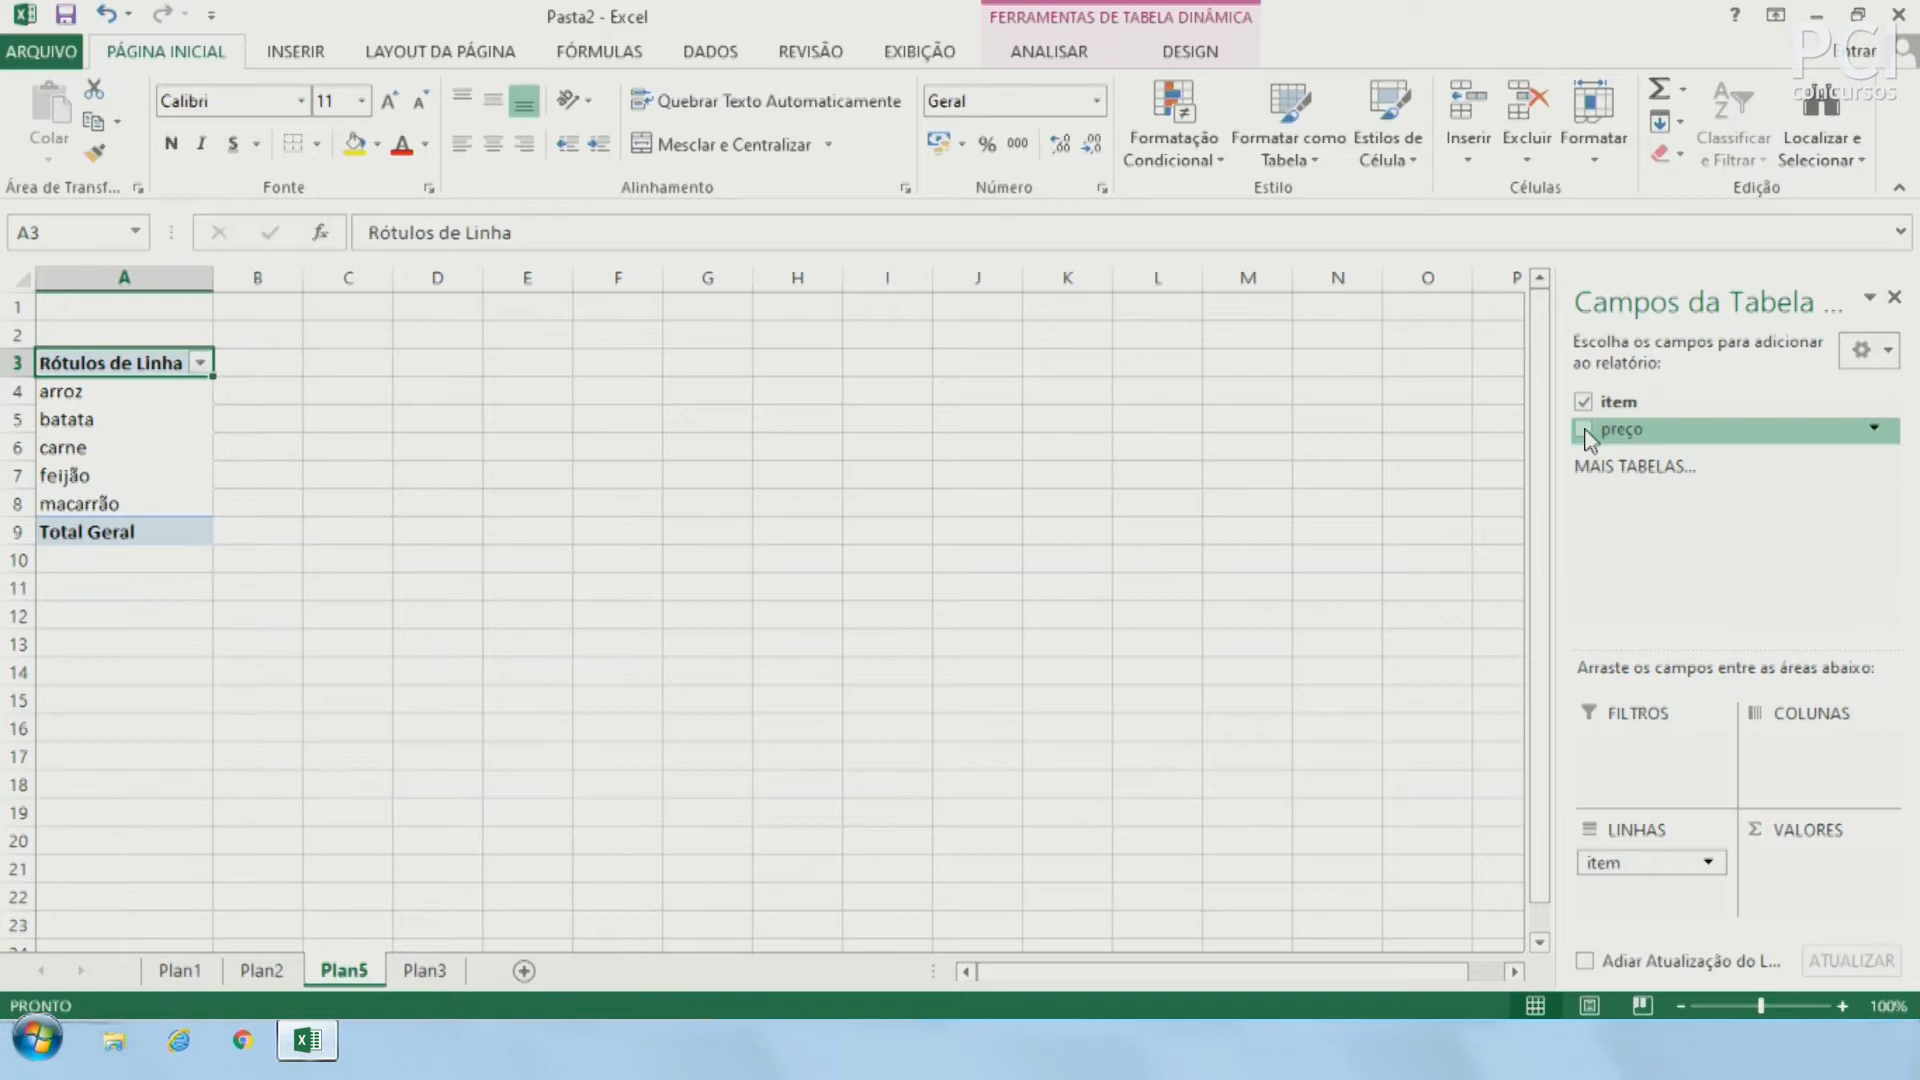 Pasta2 - Excel
FERRAMENTAS DE TABELA DINÂMICA
?
ARQUIVO
PÁGINA INICIAL
INSERIR
LAYOUT DA PÁGINA
FÓRMULAS
DADOS
REVISÃO
EXIBIÇÃO
ANALISAR
DESIGN
Entrar
PCI
concursos
Colar
Calibri
11
N I S
Quebrar Texto Automaticamente
Mesclar e Centralizar
Geral
% 000
Formatação Condicional
Formatar como Tabela
Estilos de Célula
Inserir
Excluir
Formatar
Classificar e Filtrar
Localizar e Selecionar
Área de Transf...
Fonte
Alinhamento
Número
Estilo
Células
Edição
A3
fx
Rótulos de Linha
A B C D E F G H I J K L M N O P
1
2
3 Rótulos de Linha
4 arroz
5 batata
6 carne
7 feijão
8 macarrão
9 Total Geral
10
11
12
13
14
15
16
17
18
19
20
21
22
23
Campos da Tabela ...
Escolha os campos para adicionar
ao relatório:
item
preço
MAIS TABELAS...
Arraste os campos entre as áreas abaixo:
FILTROS
COLUNAS
LINHAS
VALORES
item
Adiar Atualização do L...
ATUALIZAR
Plan1
Plan2
Plan5
Plan3
PRONTO
100%